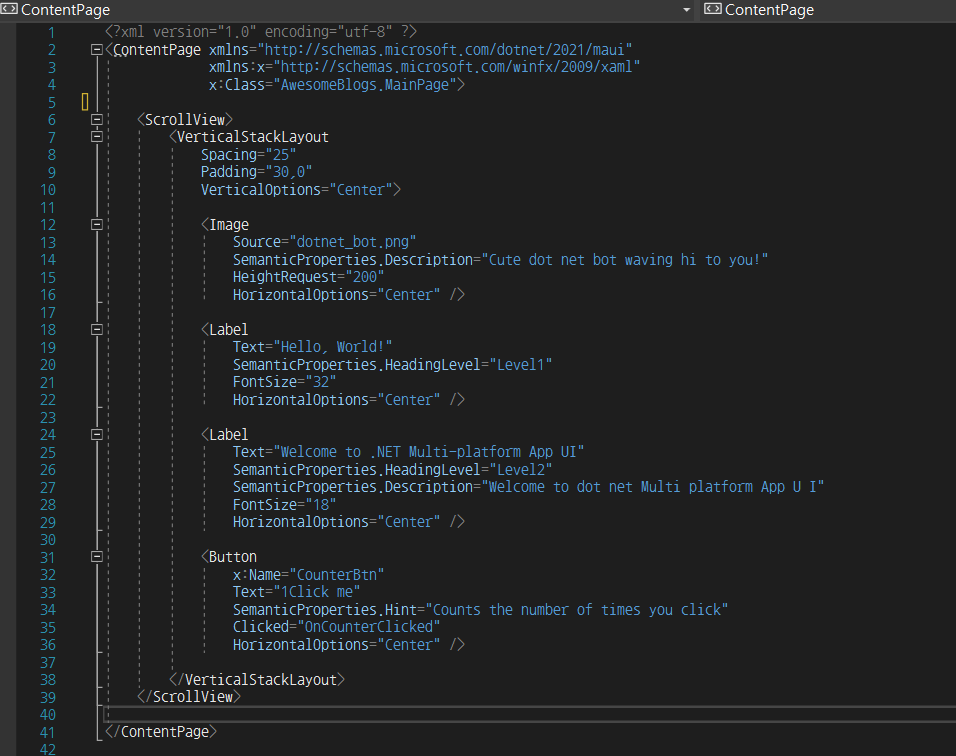 ContentPage ContentPage
1 <?xml version="1.0" encoding="utf-8" ?>
2 <ContentPage xmlns="http://schemas.microsoft.com/dotnet/2021/maui"
3 xmlns:x="http://schemas.microsoft.com/winfx/2009/xaml"
4 x:Class="AwesomeBlogs.MainPage">
5
6 <ScrollView>
7 <VerticalStackLayout
8 Spacing="25"
9 Padding="30,0"
10 VerticalOptions="Center">
11
12 <Image
13 Source="dotnet_bot.png"
14 SemanticProperties.Description="Cute dot net bot waving hi to you!"
15 HeightRequest="200"
16 HorizontalOptions="Center" />
17
18 <Label
19 Text="Hello, World!"
20 SemanticProperties.HeadingLevel="Level1"
21 FontSize="32"
22 HorizontalOptions="Center" />
23
24 <Label
25 Text="Welcome to .NET Multi-platform App UI"
26 SemanticProperties.HeadingLevel="Level2"
27 SemanticProperties.Description="Welcome to dot net Multi platform App U I"
28 FontSize="18"
29 HorizontalOptions="Center" />
30
31 <Button
32 x:Name="CounterBtn"
33 Text="1Click me"
34 SemanticProperties.Hint="Counts the number of times you click"
35 Clicked="OnCounterClicked"
36 HorizontalOptions="Center" />
37
38 </VerticalStackLayout>
39 </ScrollView>
40
41 </ContentPage>
42